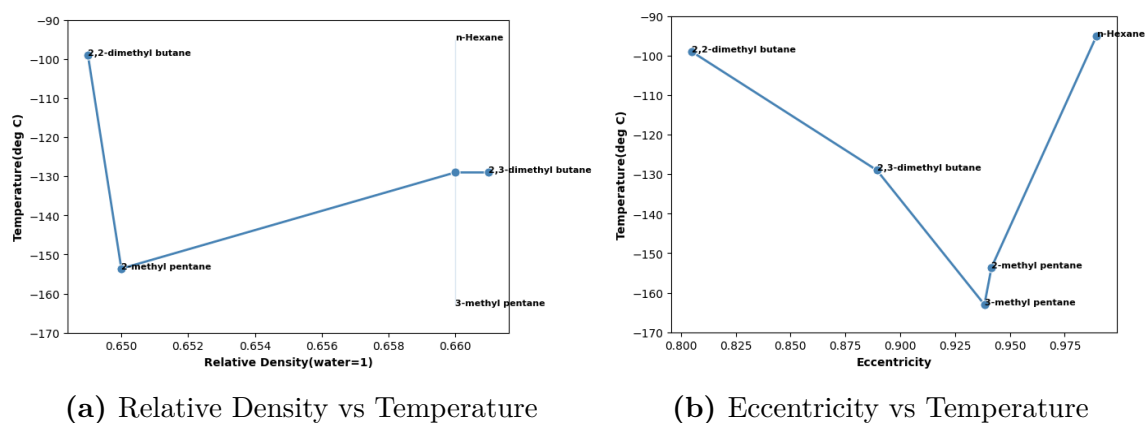 Temperature(deg C)
−90
−100
−110
−120
−130
−140
−150
−160
−170
2,2-dimethyl butane
n-Hexane
2,3-dimethyl butane
2-methyl pentane
3-methyl pentane
0.650
0.652
0.654
0.656
0.658
0.660
Relative Density(water=1)
(a) Relative Density vs Temperature
Temperature(deg C)
−90
−100
−110
−120
−130
−140
−150
−160
−170
n-Hexane
2,2-dimethyl butane
2,3-dimethyl butane
2-methyl pentane
3-methyl pentane
0.800
0.825
0.850
0.875
0.900
0.925
0.950
0.975
Eccentricity
(b) Eccentricity vs Temperature